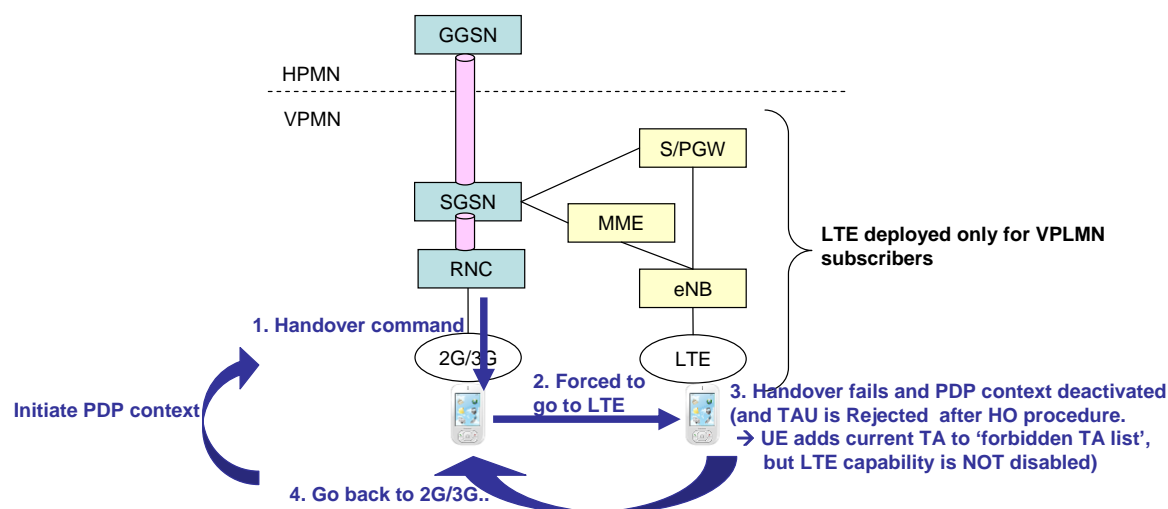 GGSN
HPMN
VPMN
S/PGW
SGSN
MME
LTE deployed only for VPLMN
subscribers
RNC
eNB
1. Handover command
2G/3G
LTE
2. Forced to
go to LTE
3. Handover fails and PDP context deactivated
(and TAU is Rejected after HO procedure.
→ UE adds current TA to ‘forbidden TA list’,
but LTE capability is NOT disabled)
Initiate PDP context
4. Go back to 2G/3G..